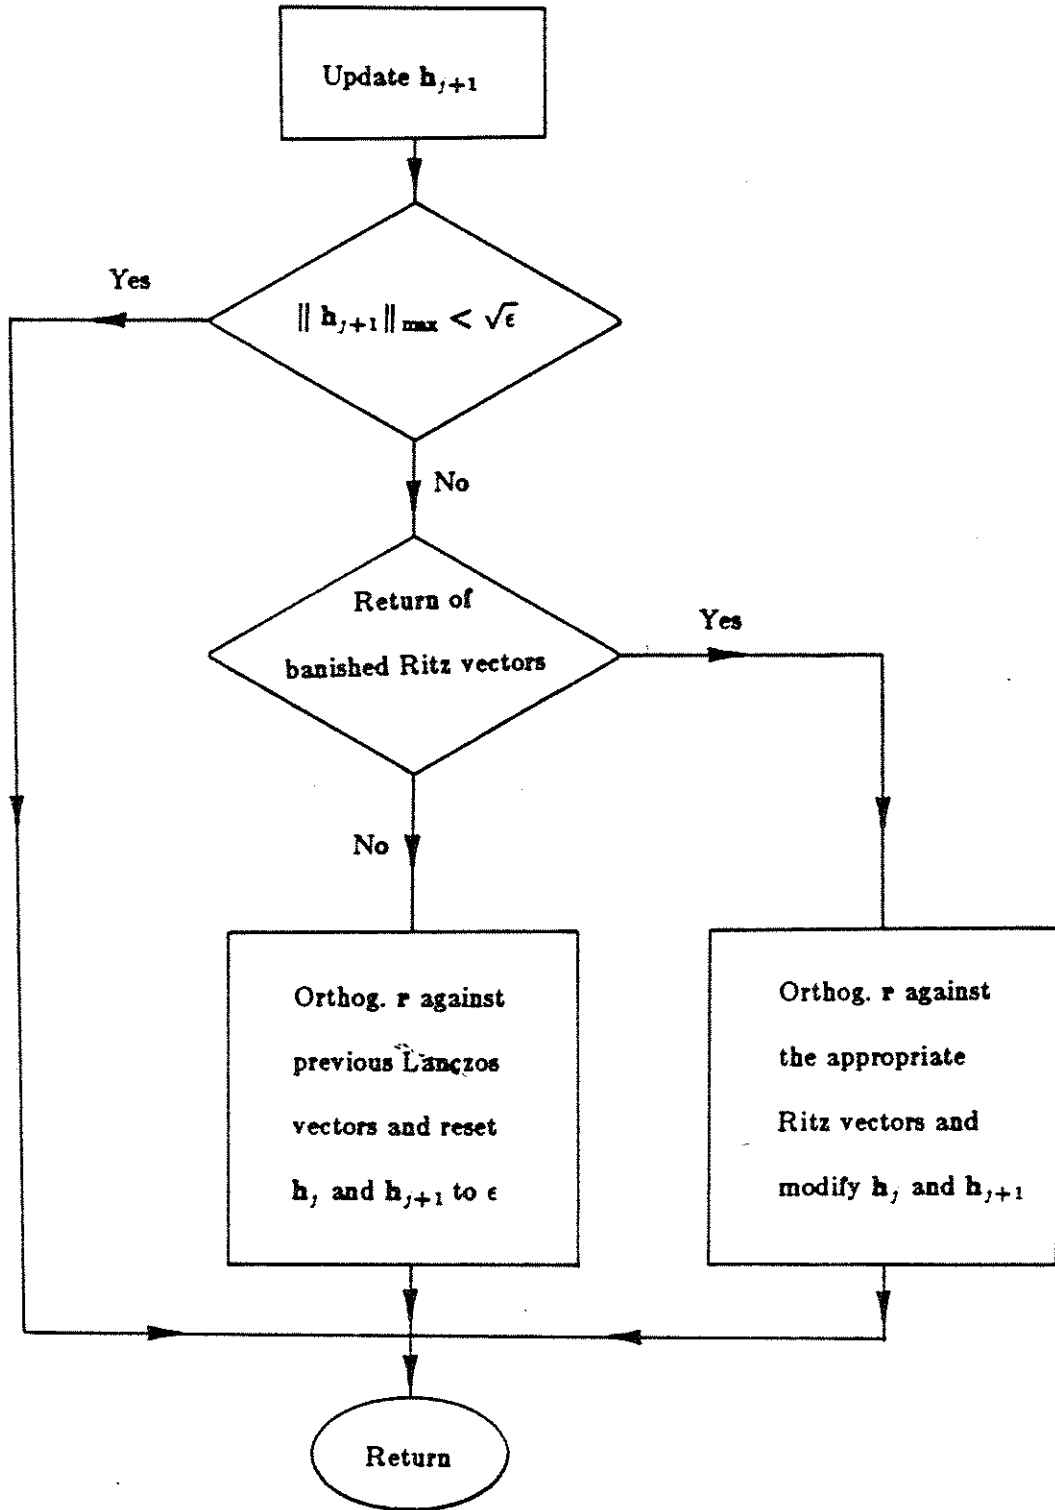 Update h_{j+1}
Yes
‖ h_{j+1} ‖_{max} < √ϵ
No
Return of
banished Ritz vectors
Yes
No
Orthog. r against
previous Lanczos
vectors and reset
h_j and h_{j+1} to ϵ
Orthog. r against
the appropriate
Ritz vectors and
modify h_j and h_{j+1}
Return